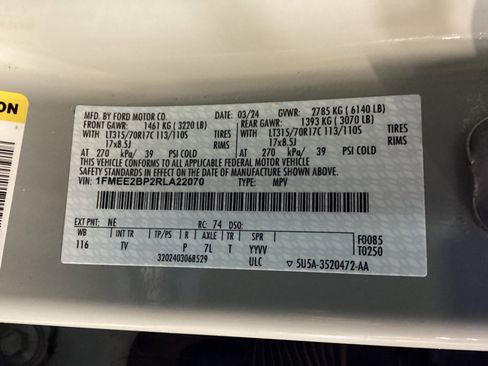 ON
MFD. BY FORD MOTOR CO. DATE: 03/24 GVWR: 2785 KG ( 6140 LB)
FRONT GAWR: 1461 KG ( 3220 LB) REAR GAWR: 1393 KG ( 3070 LB)
WITH LT315/70R17C 113/110S TIRES WITH LT315/70R17C 113/110S TIRES
17x8.5J RIMS 17x8.5J RIMS
AT 270 kPa/ 39 PSI COLD AT 270 kPa/ 39 PSI COLD
THIS VEHICLE CONFORMS TO ALL APPLICABLE FEDERAL MOTOR VEHICLE
SAFETY STANDARDS IN EFFECT ON THE DATE OF MANUFACTURE SHOWN ABOVE.
VIN: 1FMEE2BP2RLA22070 TYPE: MPV
EXT PNT: NE RC: 74 DSO:
WB INT TR TP/PS R AXLE TR SPR F0085
116 TV P 7L T YYVV T0250
3202403068529 ULC ▽ 5U5A-3520472-AA